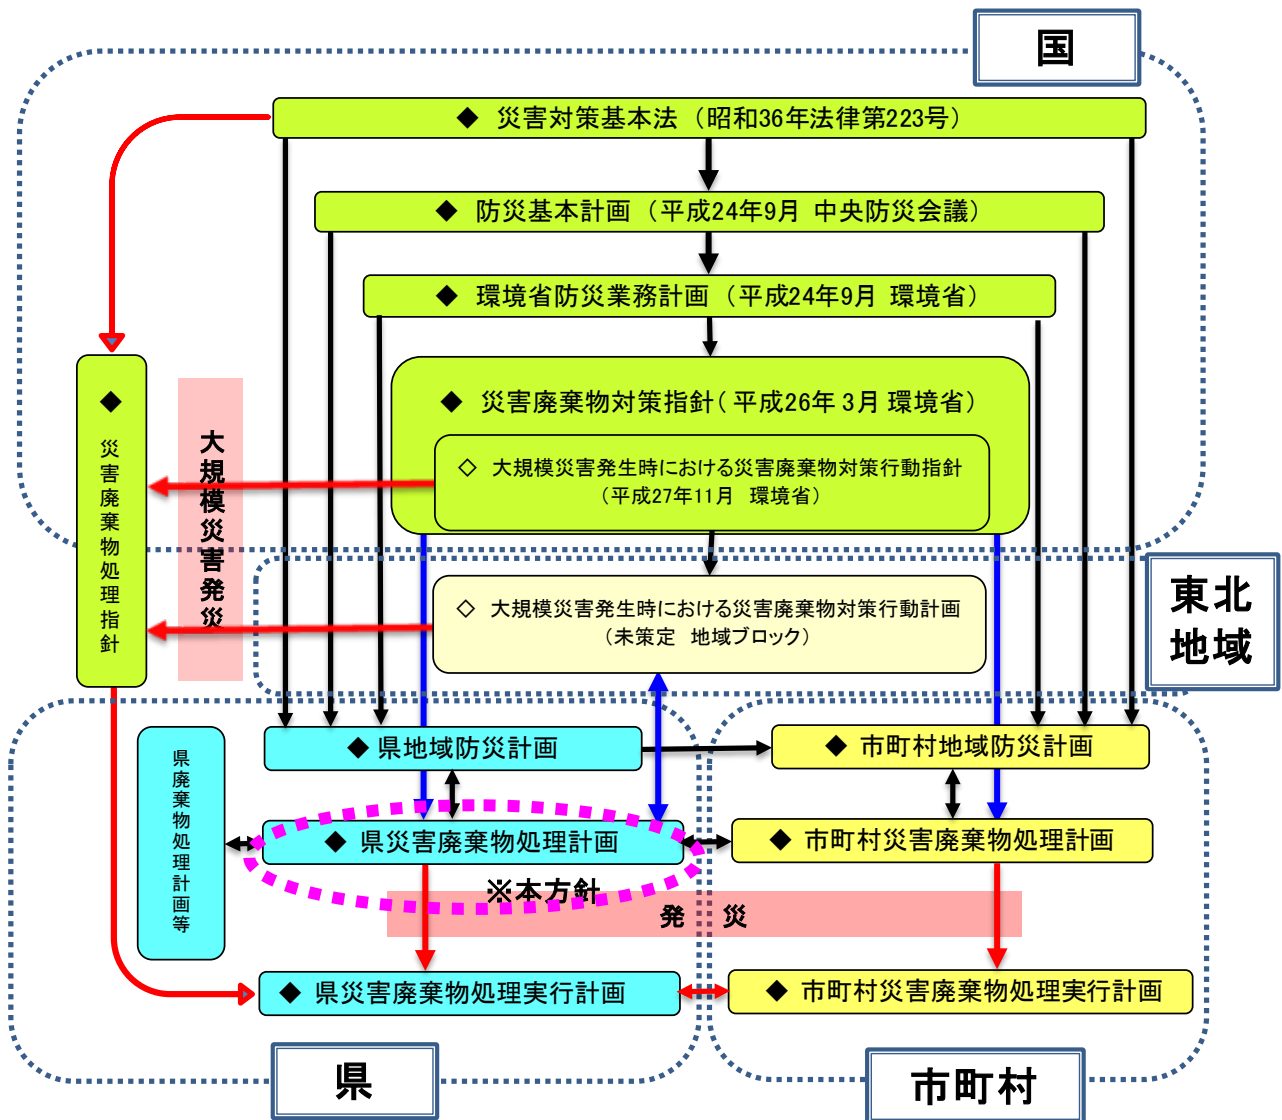 国
◆ 災害対策基本法 (昭和36年法律第223号)
◆ 防災基本計画 (平成24年9月 中央防災会議)
◆ 環境省防災業務計画 (平成24年9月 環境省)
◆ 災害廃棄物対策指針( 平成26年 3月 環境省)
◇ 大規模災害発生時における災害廃棄物対策行動指針
(平成27年11月 環境省)
◆ 災害廃棄物処理指針
大規模災害発災
東北
地域
◇ 大規模災害発生時における災害廃棄物対策行動計画
(未策定 地域ブロック)
県廃棄物処理計画等
◆ 県地域防災計画
◆ 市町村地域防災計画
◆ 県災害廃棄物処理計画
◆ 市町村災害廃棄物処理計画
※本方針
発 災
◆ 県災害廃棄物処理実行計画
◆ 市町村災害廃棄物処理実行計画
県
市町村